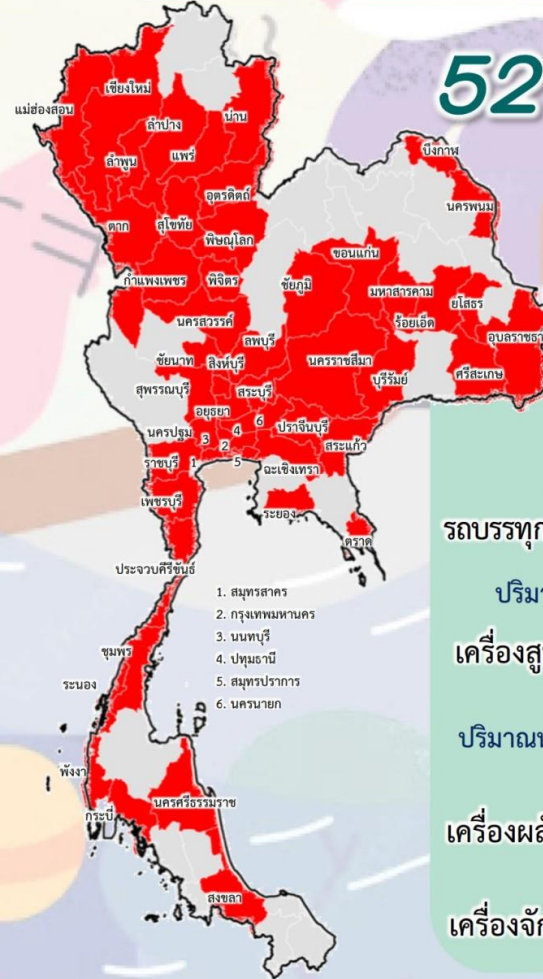 52
เชียงใหม่
แม่ฮ่องสอน
น่าน
ลำปาง
ลำพูน
แพร่
บึงกาฬ
อุตรดิตถ์
นครพนม
ตาก
สุโขทัย
พิษณุโลก
ขอนแก่น
กำแพงเพชร
พิจิตร
ชัยภูมิ
มหาสารคาม
ยโสธร
นครสวรรค์
ร้อยเอ็ด
ลพบุรี
อุบลราชธา
ชัยนาท
สิงห์บุรี
นครราชสีมา
ศรีสะเกษ
สุพรรณบุรี
สระบุรี
บุรีรัมย์
อยุธยา
6
นครปฐม
4
ปราจีนบุรี
3
2
สระแก้ว
ราชบุรี
1
5
ฉะเชิงเทรา
เพชรบุรี
ระยอง
ตราด
ประจวบคีรีขันธ์
1. สมุทรสาคร
2. กรุงเทพมหานคร
3. นนทบุรี
4. ปทุมธานี
5. สมุทรปราการ
6. นครนายก
ชุมพร
ระนอง
พังงา
นครศรีธรรมราช
กระบี่
สงขลา
รถบรรทุก
ปริมา
เครื่องสู
ปริมาณ
เครื่องผลั
เครื่องจัก